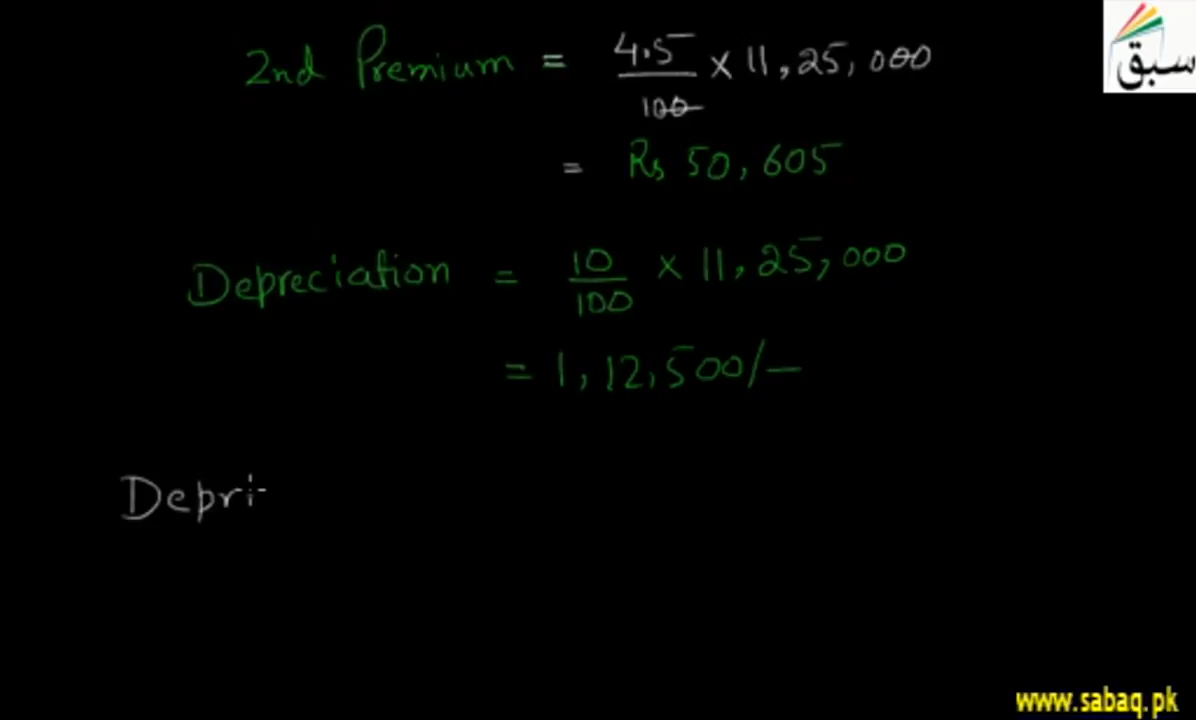 سبق
2nd Premium = 4.5/100 × 11,25,000
= Rs 50,605
Depreciation = 10/100 × 11,25,000
= 1,12,500/-
Depri
www.sabaq.pk